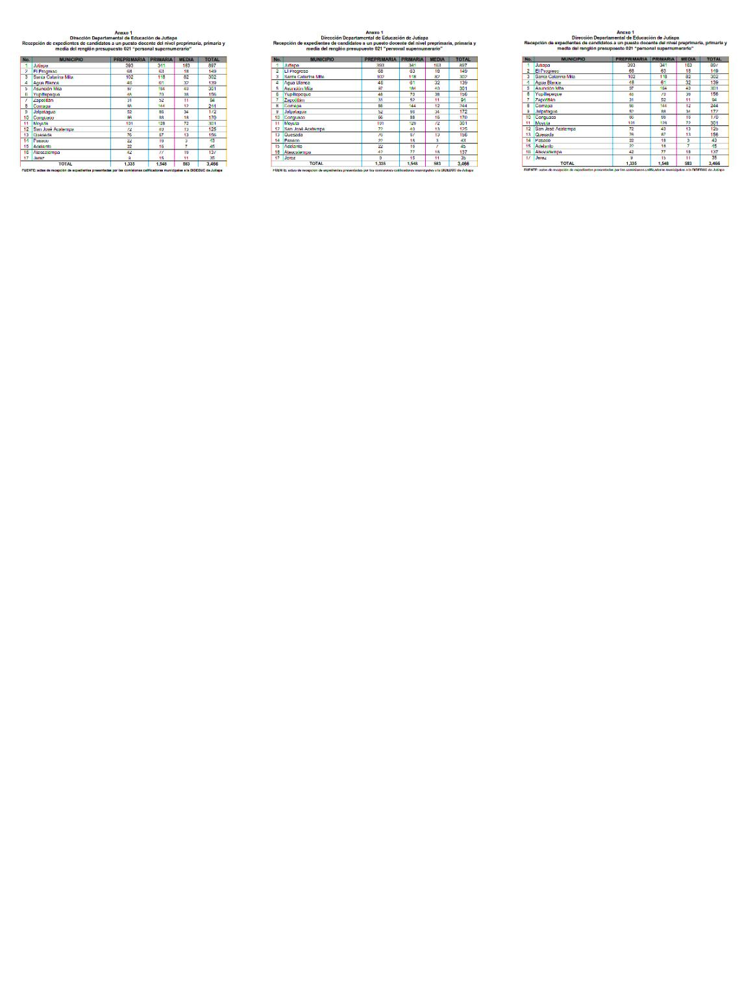 Anexo 1
Dirección Departamental de Educación de Jutiapa
Recepción de expedientes de candidatos a un puesto docente del nivel preprimaria, primaria y
media del renglón presupuesto 021 "personal supernumerario"
No. MUNICIPIO PREPRIMARIA PRIMARIA MEDIA TOTAL
1 Jutiapa 393 341 163 897
2 El Progreso 68 63 18 149
3 Santa Catarina Mita 102 118 82 302
4 Agua Blanca 46 61 32 139
5 Asunción Mita 97 164 40 301
6 Yupiltepeque 48 70 38 156
7 Zapotitlán 31 52 11 94
8 Comapa 88 144 12 244
9 Jalpatagua 52 86 34 172
10 Conguaco 66 88 16 170
11 Moyuta 101 128 72 301
12 San José Acatempa 72 40 13 125
13 Quesada 76 67 13 156
14 Pasaco 22 18 3 43
15 Adelanto 22 16 7 45
16 Atescatempa 42 77 18 137
17 Jerez 9 15 11 35
TOTAL 1,335 1,548 583 3,466
FUENTE: actas de recepción de expedientes presentadas por las comisiones calificadoras municipales a la DIDEDUC de Jutiapa
Anexo 1
Dirección Departamental de Educación de Jutiapa
Recepción de expedientes de candidatos a un puesto docente del nivel preprimaria, primaria y
media del renglón presupuesto 021 "personal supernumerario"
No. MUNICIPIO PREPRIMARIA PRIMARIA MEDIA TOTAL
1 Jutiapa 393 341 163 897
2 El Progreso 68 63 18 149
3 Santa Catarina Mita 102 118 82 302
4 Agua Blanca 46 61 32 139
5 Asunción Mita 97 164 40 301
6 Yupiltepeque 48 70 38 156
7 Zapotitlán 31 52 11 94
8 Comapa 88 144 12 244
9 Jalpatagua 52 86 34 172
10 Conguaco 66 88 16 170
11 Moyuta 101 128 72 301
12 San José Acatempa 72 40 13 125
13 Quesada 76 67 13 156
14 Pasaco 22 18 3 43
15 Adelanto 22 16 7 45
16 Atescatempa 42 77 18 137
17 Jerez 9 15 11 35
TOTAL 1,335 1,548 583 3,466
FUENTE: actas de recepción de expedientes presentadas por las comisiones calificadoras municipales a la DIDEDUC de Jutiapa
Anexo 1
Dirección Departamental de Educación de Jutiapa
Recepción de expedientes de candidatos a un puesto docente del nivel preprimaria, primaria y
media del renglón presupuesto 021 "personal supernumerario"
No. MUNICIPIO PREPRIMARIA PRIMARIA MEDIA TOTAL
1 Jutiapa 393 341 163 897
2 El Progreso 68 63 18 149
3 Santa Catarina Mita 102 118 82 302
4 Agua Blanca 46 61 32 139
5 Asunción Mita 97 164 40 301
6 Yupiltepeque 48 70 38 156
7 Zapotitlán 31 52 11 94
8 Comapa 88 144 12 244
9 Jalpatagua 52 86 34 172
10 Conguaco 66 88 16 170
11 Moyuta 101 128 72 301
12 San José Acatempa 72 40 13 125
13 Quesada 76 67 13 156
14 Pasaco 22 18 3 43
15 Adelanto 22 16 7 45
16 Atescatempa 42 77 18 137
17 Jerez 9 15 11 35
TOTAL 1,335 1,548 583 3,466
FUENTE: actas de recepción de expedientes presentadas por las comisiones calificadoras municipales a la DIDEDUC de Jutiapa